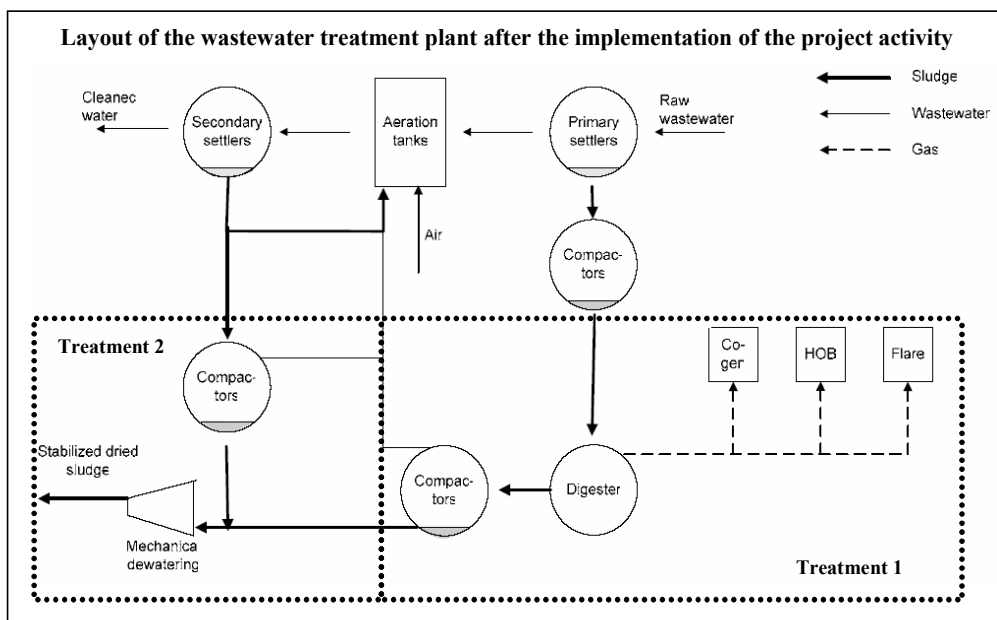 Layout of the wastewater treatment plant after the implementation of the project activity
Cleanec
water
Secondary
settlers
Aeration
tanks
Primary
settlers
Raw
wastewater
Sludge
Wastewater
Gas
Air
Compac-
tors
Treatment 2
Compac-
tors
Co-
ger
HOB
Flare
Stabilized dried
sludge
Compac-
tors
Digester
Mechanica
dewatering
Treatment 1